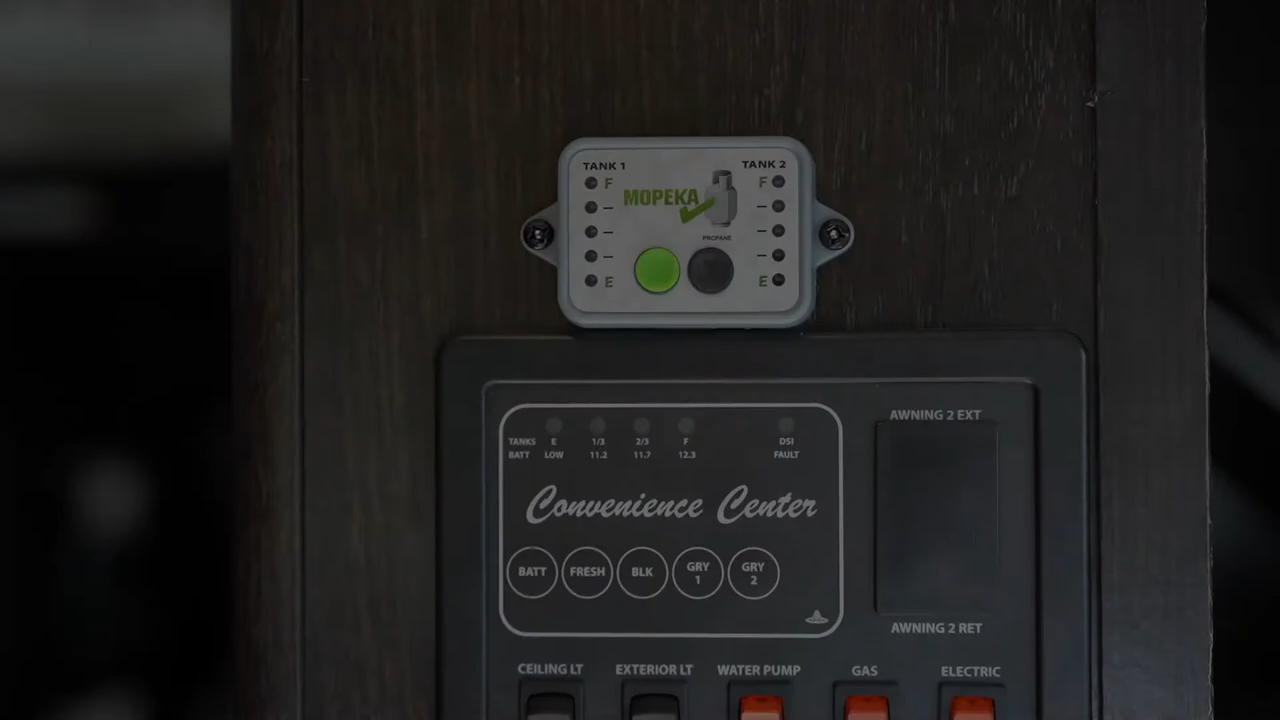 TANK 1
TANK 2
F
F
MOPEKA
PROPANE
E
E
AWNING 2 EXT
TANKS E 1/3 2/3 F DSI
BATT LOW 11.2 11.7 12.3 FAULT
Convenience Center
BATT
FRESH
BLK
GRY 1
GRY 2
AWNING 2 RET
CEILING LT
EXTERIOR LT
WATER PUMP
GAS
ELECTRIC